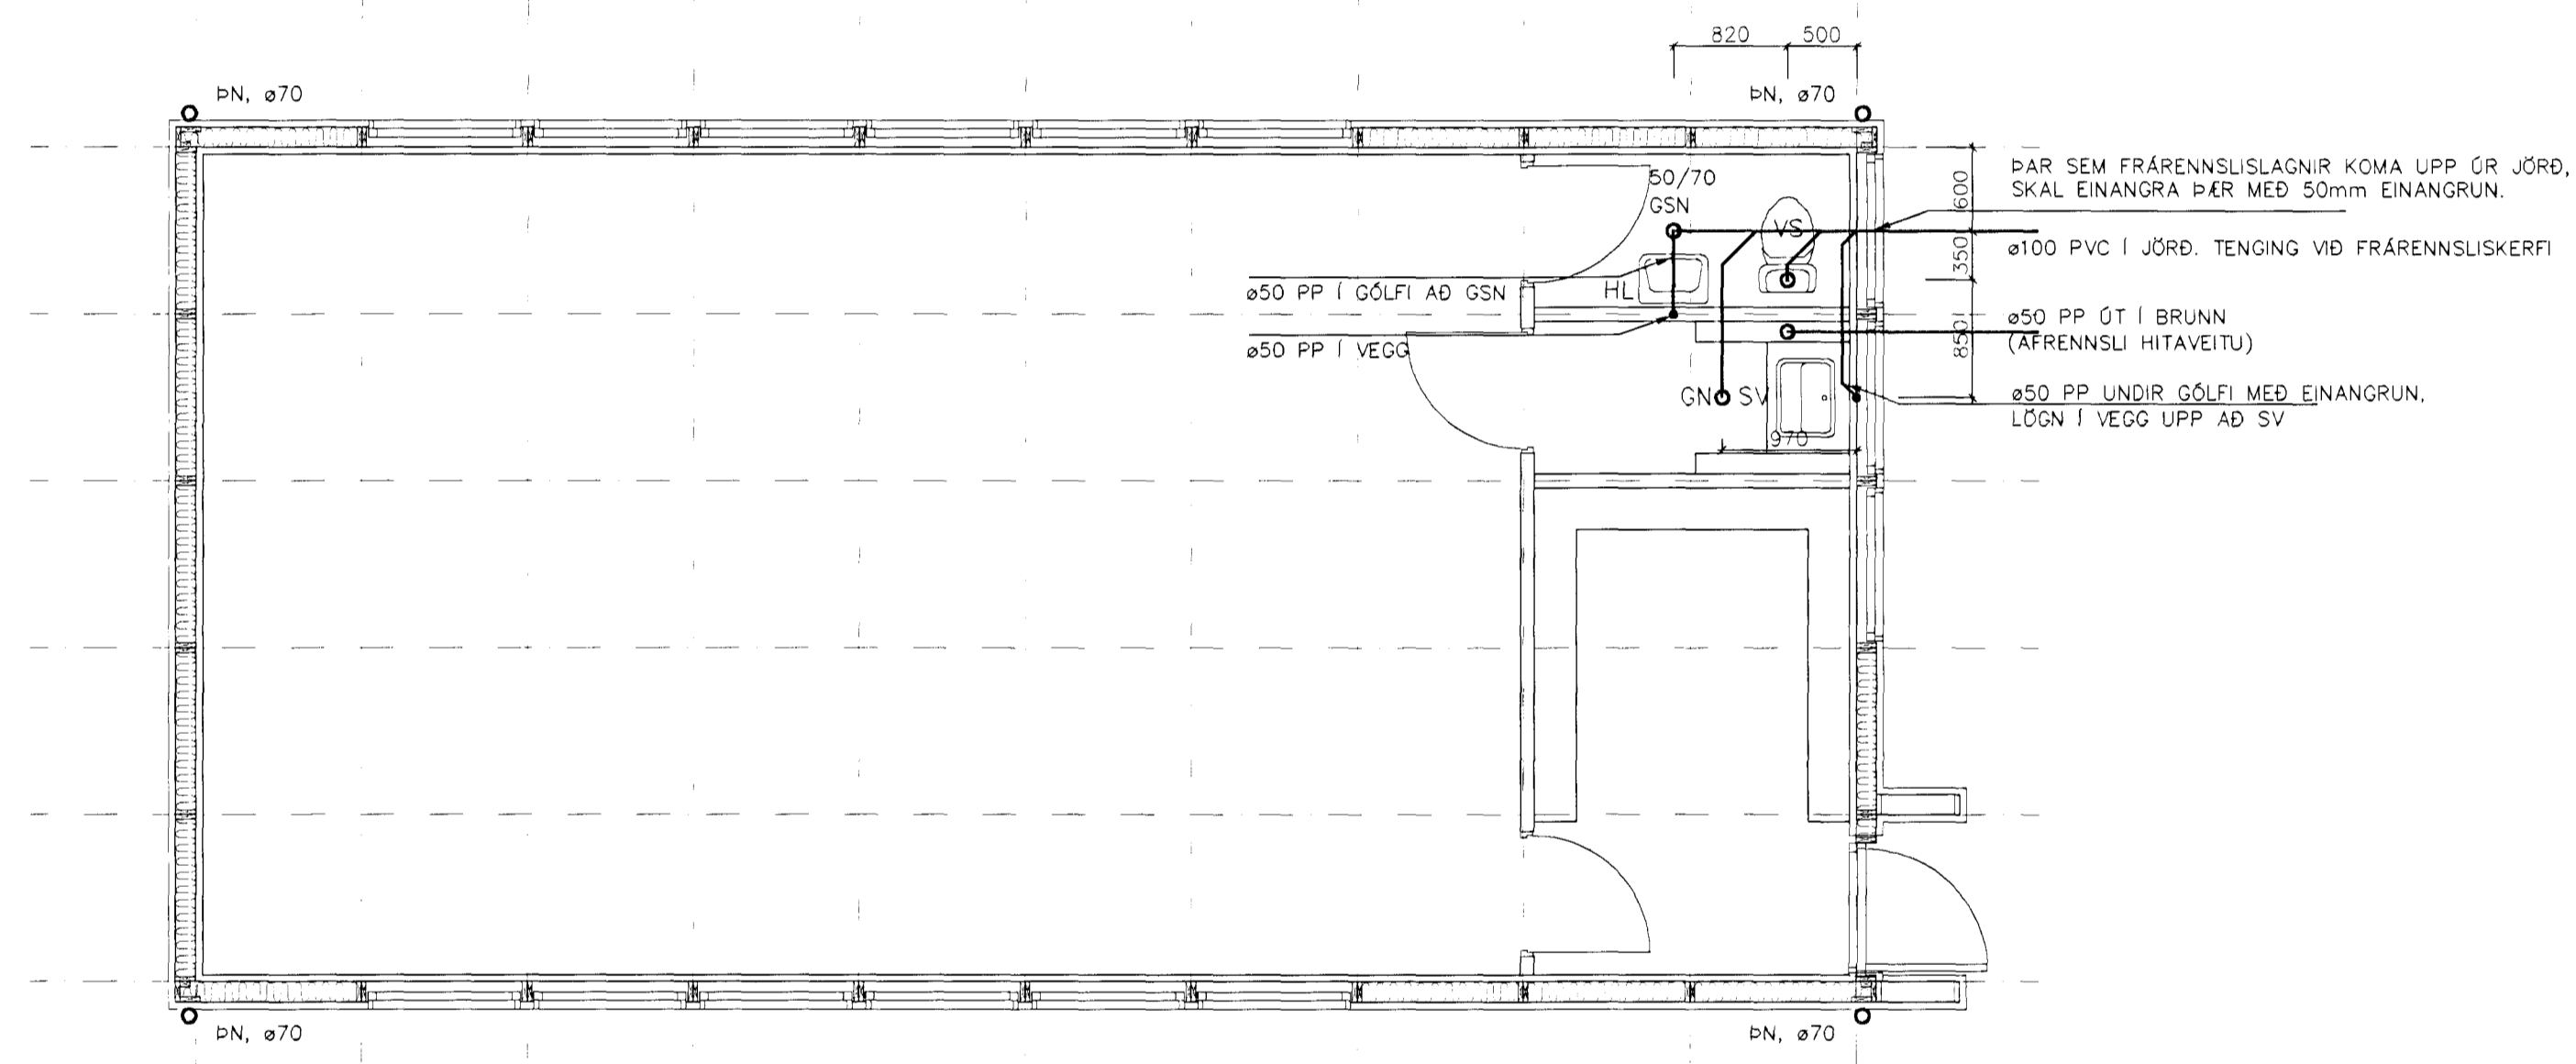 820 500
ÞN, ø70
ÞN, ø70
50/70
GSN
VS
600
ÞAR SEM FRÁRENNSLISLAGNIR KOMA UPP ÚR JÖRÐ,
SKAL EINANGRA ÞÆR MEÐ 50mm EINANGRUN.
ø100 PVC Í JÖRÐ. TENGING VIÐ FRÁRENNSLISKERFI
350
ø50 PP Í GÓLFI AÐ GSN
HL
ø50 PP Í VEGG
850
ø50 PP ÚT Í BRUNN
(AFRENNSLI HITAVEITU)
GN SV
ø50 PP UNDIR GÓLFI MEÐ EINANGRUN,
LÖGN Í VEGG UPP AÐ SV
970
ÞN, ø70
ÞN, ø70